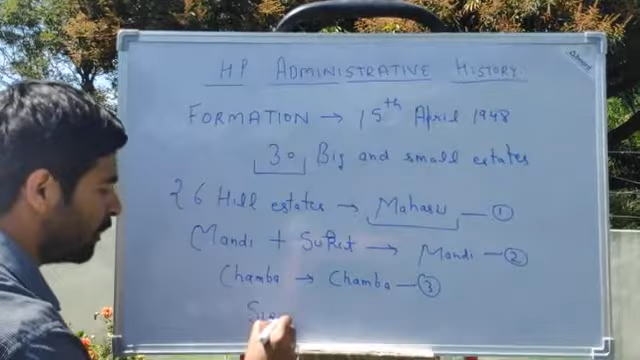 HP ADMINISTRATIVE HISTORY
FORMATION → 15th April 1948
30 Big and small estates
26 Hill estates → Mahasu — ①
Mandi + Suket → Mandi — ②
Chamba → Chamba — ③